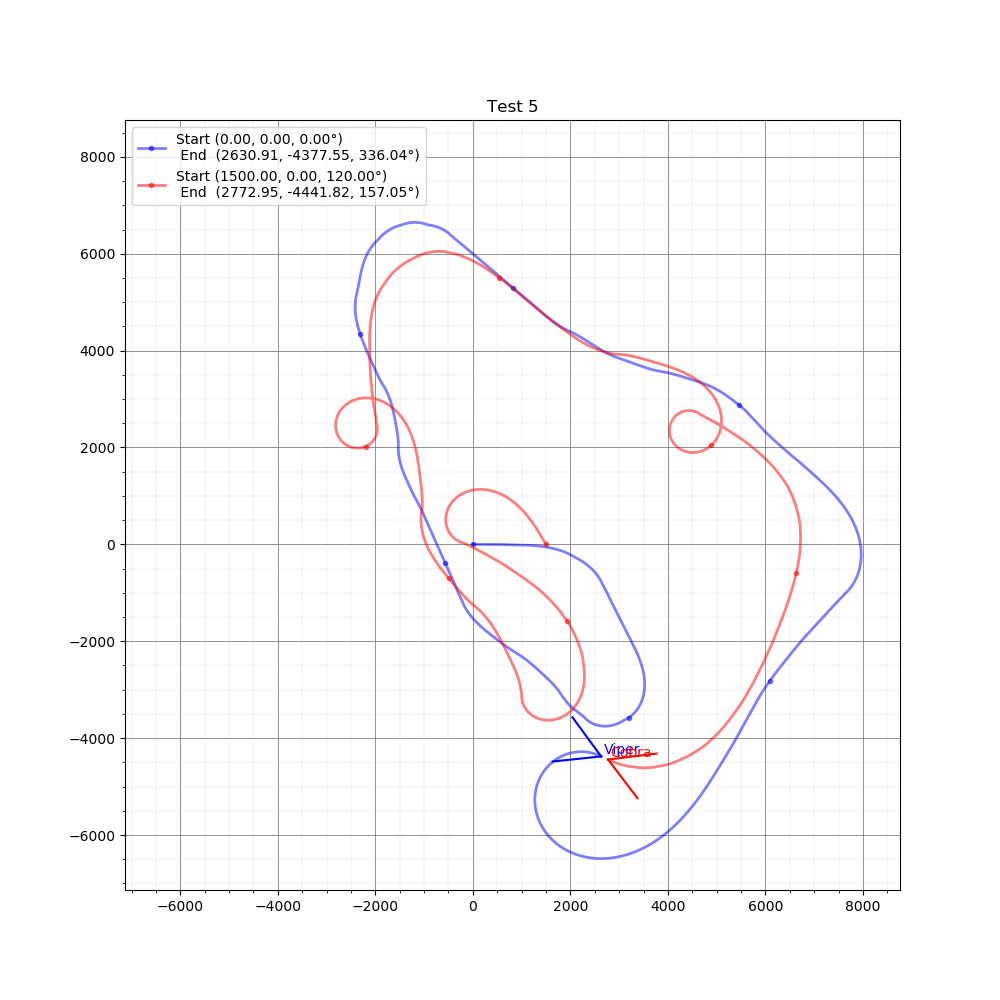 Test 5
Start (0.00, 0.00, 0.00°)
End (2630.91, -4377.55, 336.04°)
Start (1500.00, 0.00, 120.00°)
End (2772.95, -4441.82, 157.05°)
8000
6000
4000
2000
0
−2000
−4000
−6000
Viper
Cobra
−6000 −4000 −2000 0 2000 4000 6000 8000